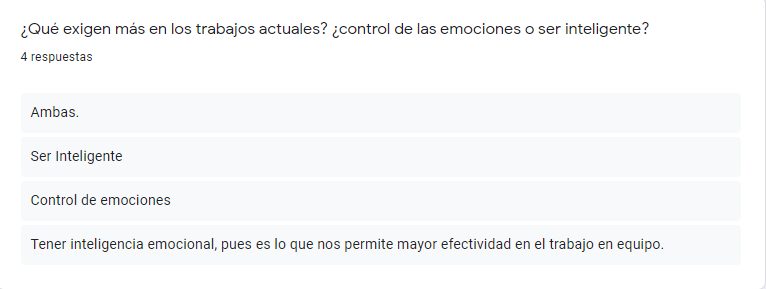 ¿Qué exigen más en los trabajos actuales? ¿control de las emociones o ser inteligente?
4 respuestas
Ambas.
Ser Inteligente
Control de emociones
Tener inteligencia emocional, pues es lo que nos permite mayor efectividad en el trabajo en equipo.